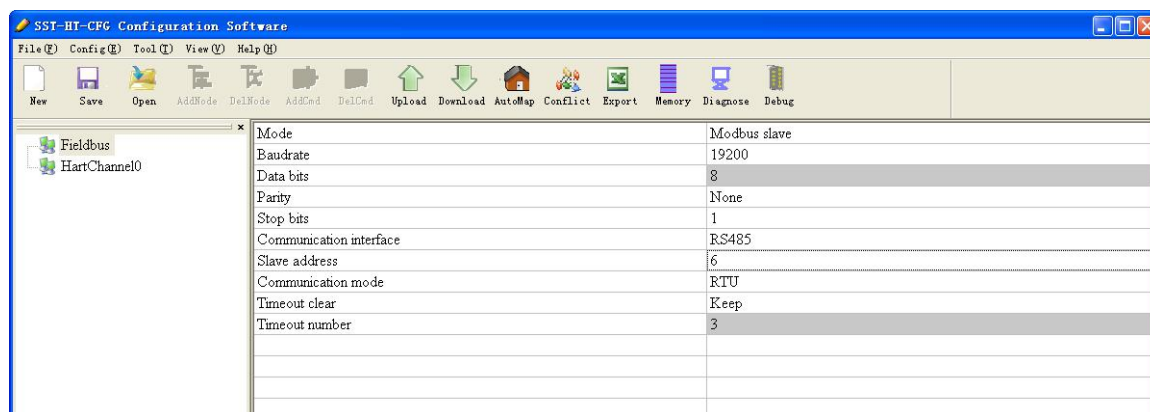 SST-HT-CFG Configuration Software
File(F) Config(E) Tool(T) View(V) Help(H)
New Save Open AddNode DelNode AddCmd DelCmd Upload Download AutoMap Conflict Export Memory Diagnose Debug
Fieldbus
HartChannel0
Mode Modbus slave
Baudrate 19200
Data bits 8
Parity None
Stop bits 1
Communication interface RS485
Slave address 6
Communication mode RTU
Timeout clear Keep
Timeout number 3